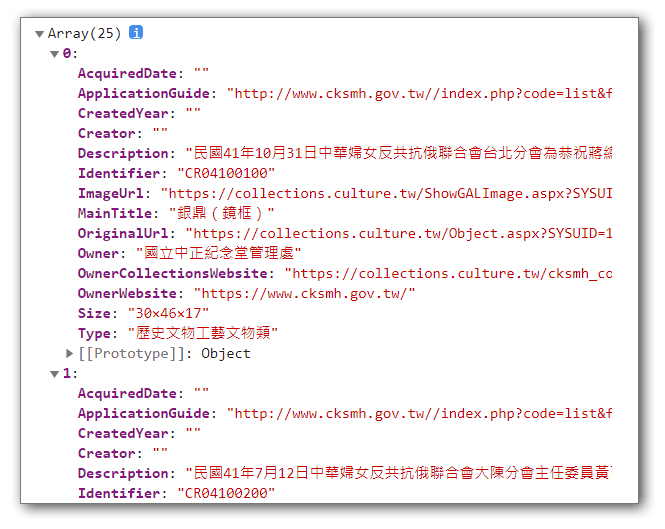 Array(25) i
0:
AcquiredDate: ""
ApplicationGuide: "http://www.cksmh.gov.tw//index.php?code=list&f
CreatedYear: ""
Creator: ""
Description: "民國41年10月31日中華婦女反共抗俄聯合會台北分會為恭祝蔣總
Identifier: "CR04100100"
ImageUrl: "https://collections.culture.tw/ShowGALImage.aspx?SYSUI
MainTitle: "銀鼎（鏡框）"
OriginalUrl: "https://collections.culture.tw/Object.aspx?SYSUID=1
Owner: "國立中正紀念堂管理處"
OwnerCollectionsWebsite: "https://collections.culture.tw/cksmh_co
OwnerWebsite: "https://www.cksmh.gov.tw/"
Size: "30x46x17"
Type: "歷史文物工藝文物類"
[[Prototype]]: Object
1:
AcquiredDate: ""
ApplicationGuide: "http://www.cksmh.gov.tw//index.php?code=list&f
CreatedYear: ""
Creator: ""
Description: "民國41年7月12日中華婦女反共抗俄聯合會大陳分會主任委員黃
Identifier: "CR04100200"